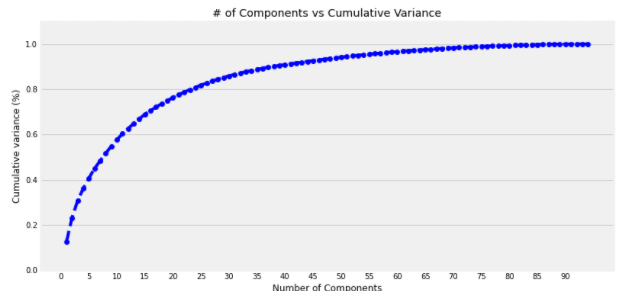 # of Components vs Cumulative Variance
Cumulative variance (%)
1.0
0.8
0.6
0.4
0.2
0.0
0 5 10 15 20 25 30 35 40 45 50 55 60 65 70 75 80 85 90
Number of Components